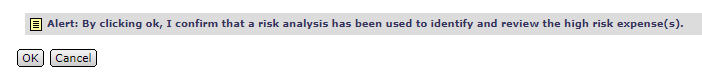 Alert: By clicking ok, I confirm that a risk analysis has been used to identify and review the high risk expense(s).
OK Cancel